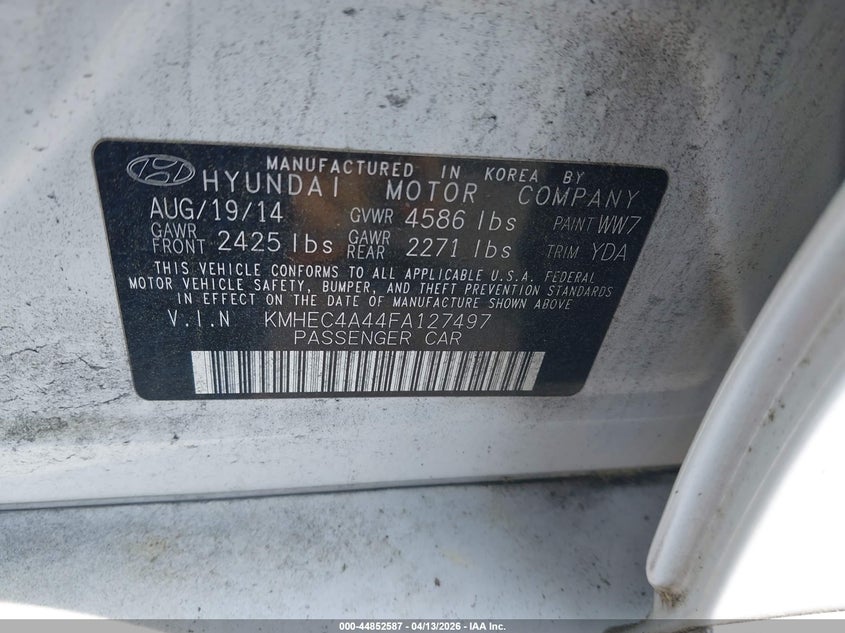 MANUFACTURED IN KOREA BY
HYUNDAI MOTOR COMPANY
AUG/19/14 GVWR 4586 lbs PAINT WW7
GAWR FRONT 2425 lbs GAWR REAR 2271 lbs TRIM YDA
THIS VEHICLE CONFORMS TO ALL APPLICABLE U.S.A. FEDERAL
MOTOR VEHICLE SAFETY, BUMPER, AND THEFT PREVENTION STANDARDS
IN EFFECT ON THE DATE OF MANUFACTURE SHOWN ABOVE
V.I.N KMHEC4A44FA127497
PASSENGER CAR
000-44852587 - 04/13/2026 - IAA Inc.